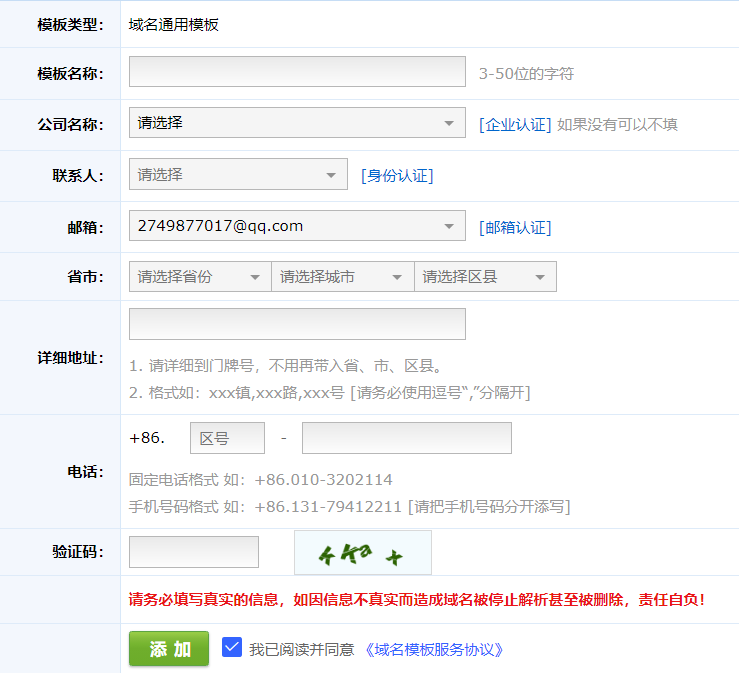 模板类型： 域名通用模板
模板名称： 3-50位的字符
公司名称： 请选择 [企业认证] 如果没有可以不填
联系人： 请选择 [身份认证]
邮箱： 2749877017@qq.com [邮箱认证]
省市： 请选择省份 请选择城市 请选择区县
详细地址：
1. 请详细到门牌号，不用再带入省、市、区县。
2. 格式如：xxx镇,xxx路,xxx号 [请务必使用逗号“,”分隔开]
电话： +86. 区号 -
固定电话格式 如：+86.010-3202114
手机号码格式 如：+86.131-79412211 [请把手机号码分开添写]
验证码：
请务必填写真实的信息，如因信息不真实而造成域名被停止解析甚至被删除，责任自负！
添 加 我已阅读并同意 《域名模板服务协议》